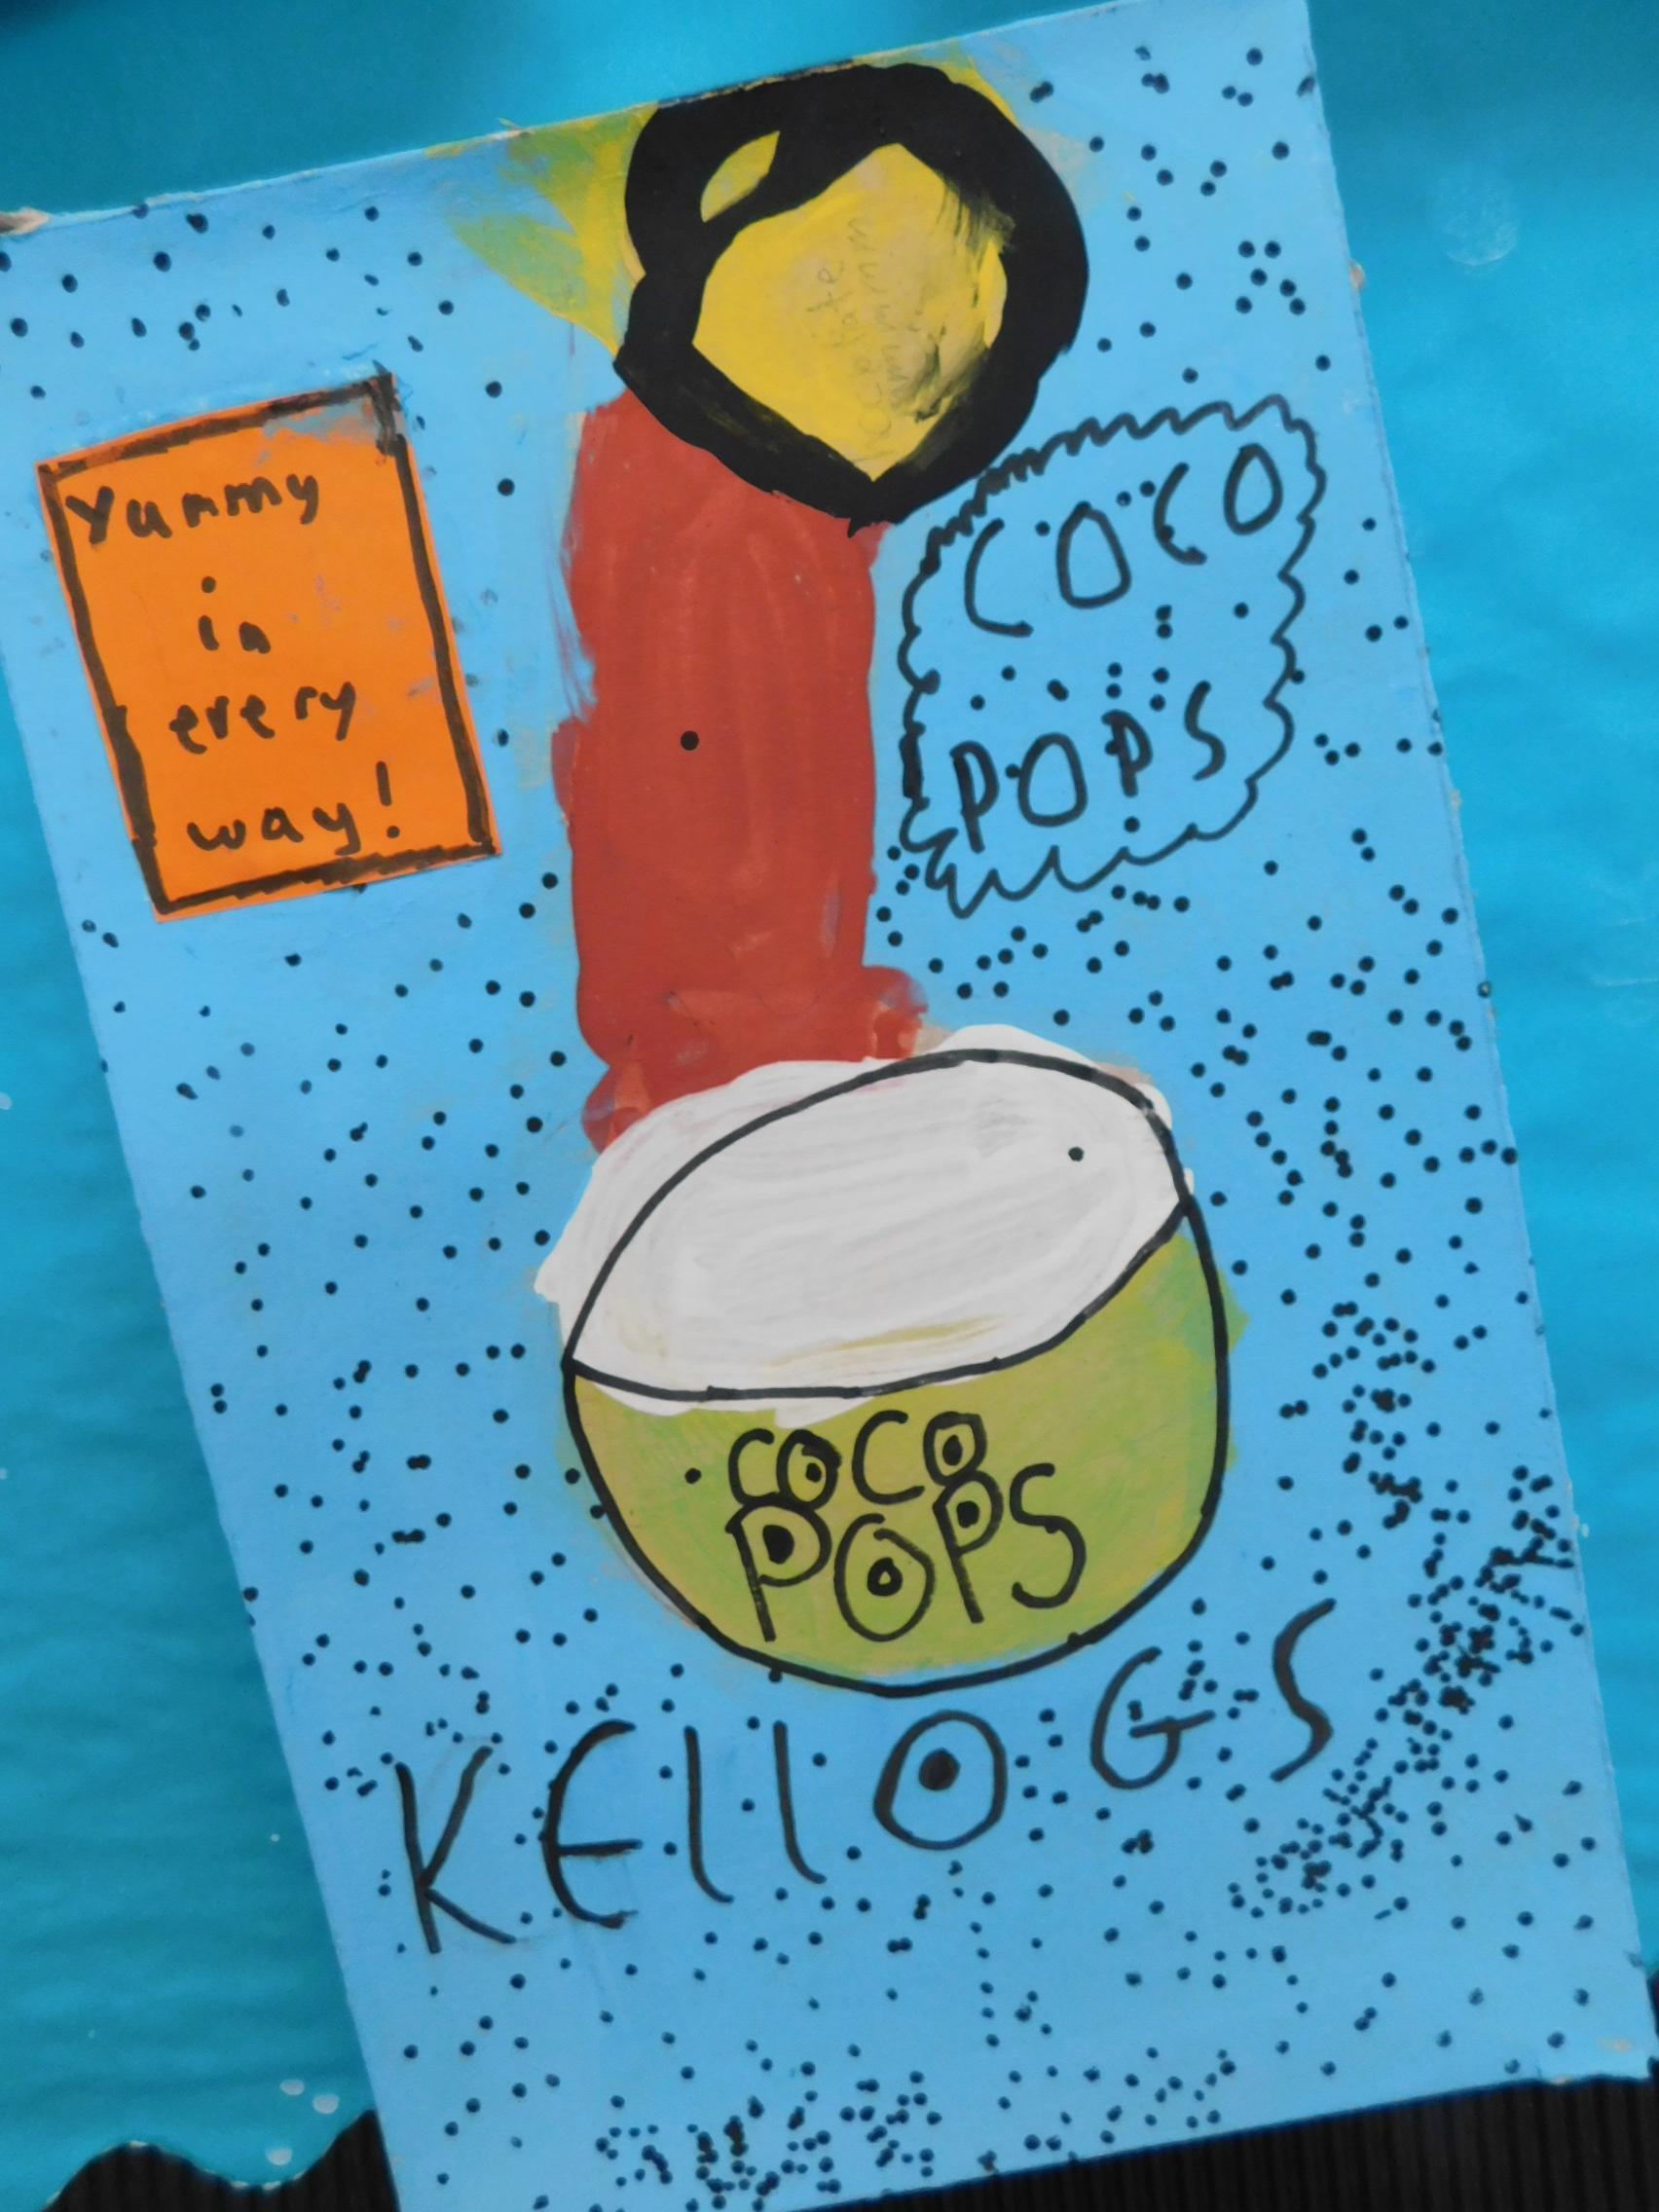 Yummy
in
every
way!
COCO
POPS
COCO
POPS
KEllOGS